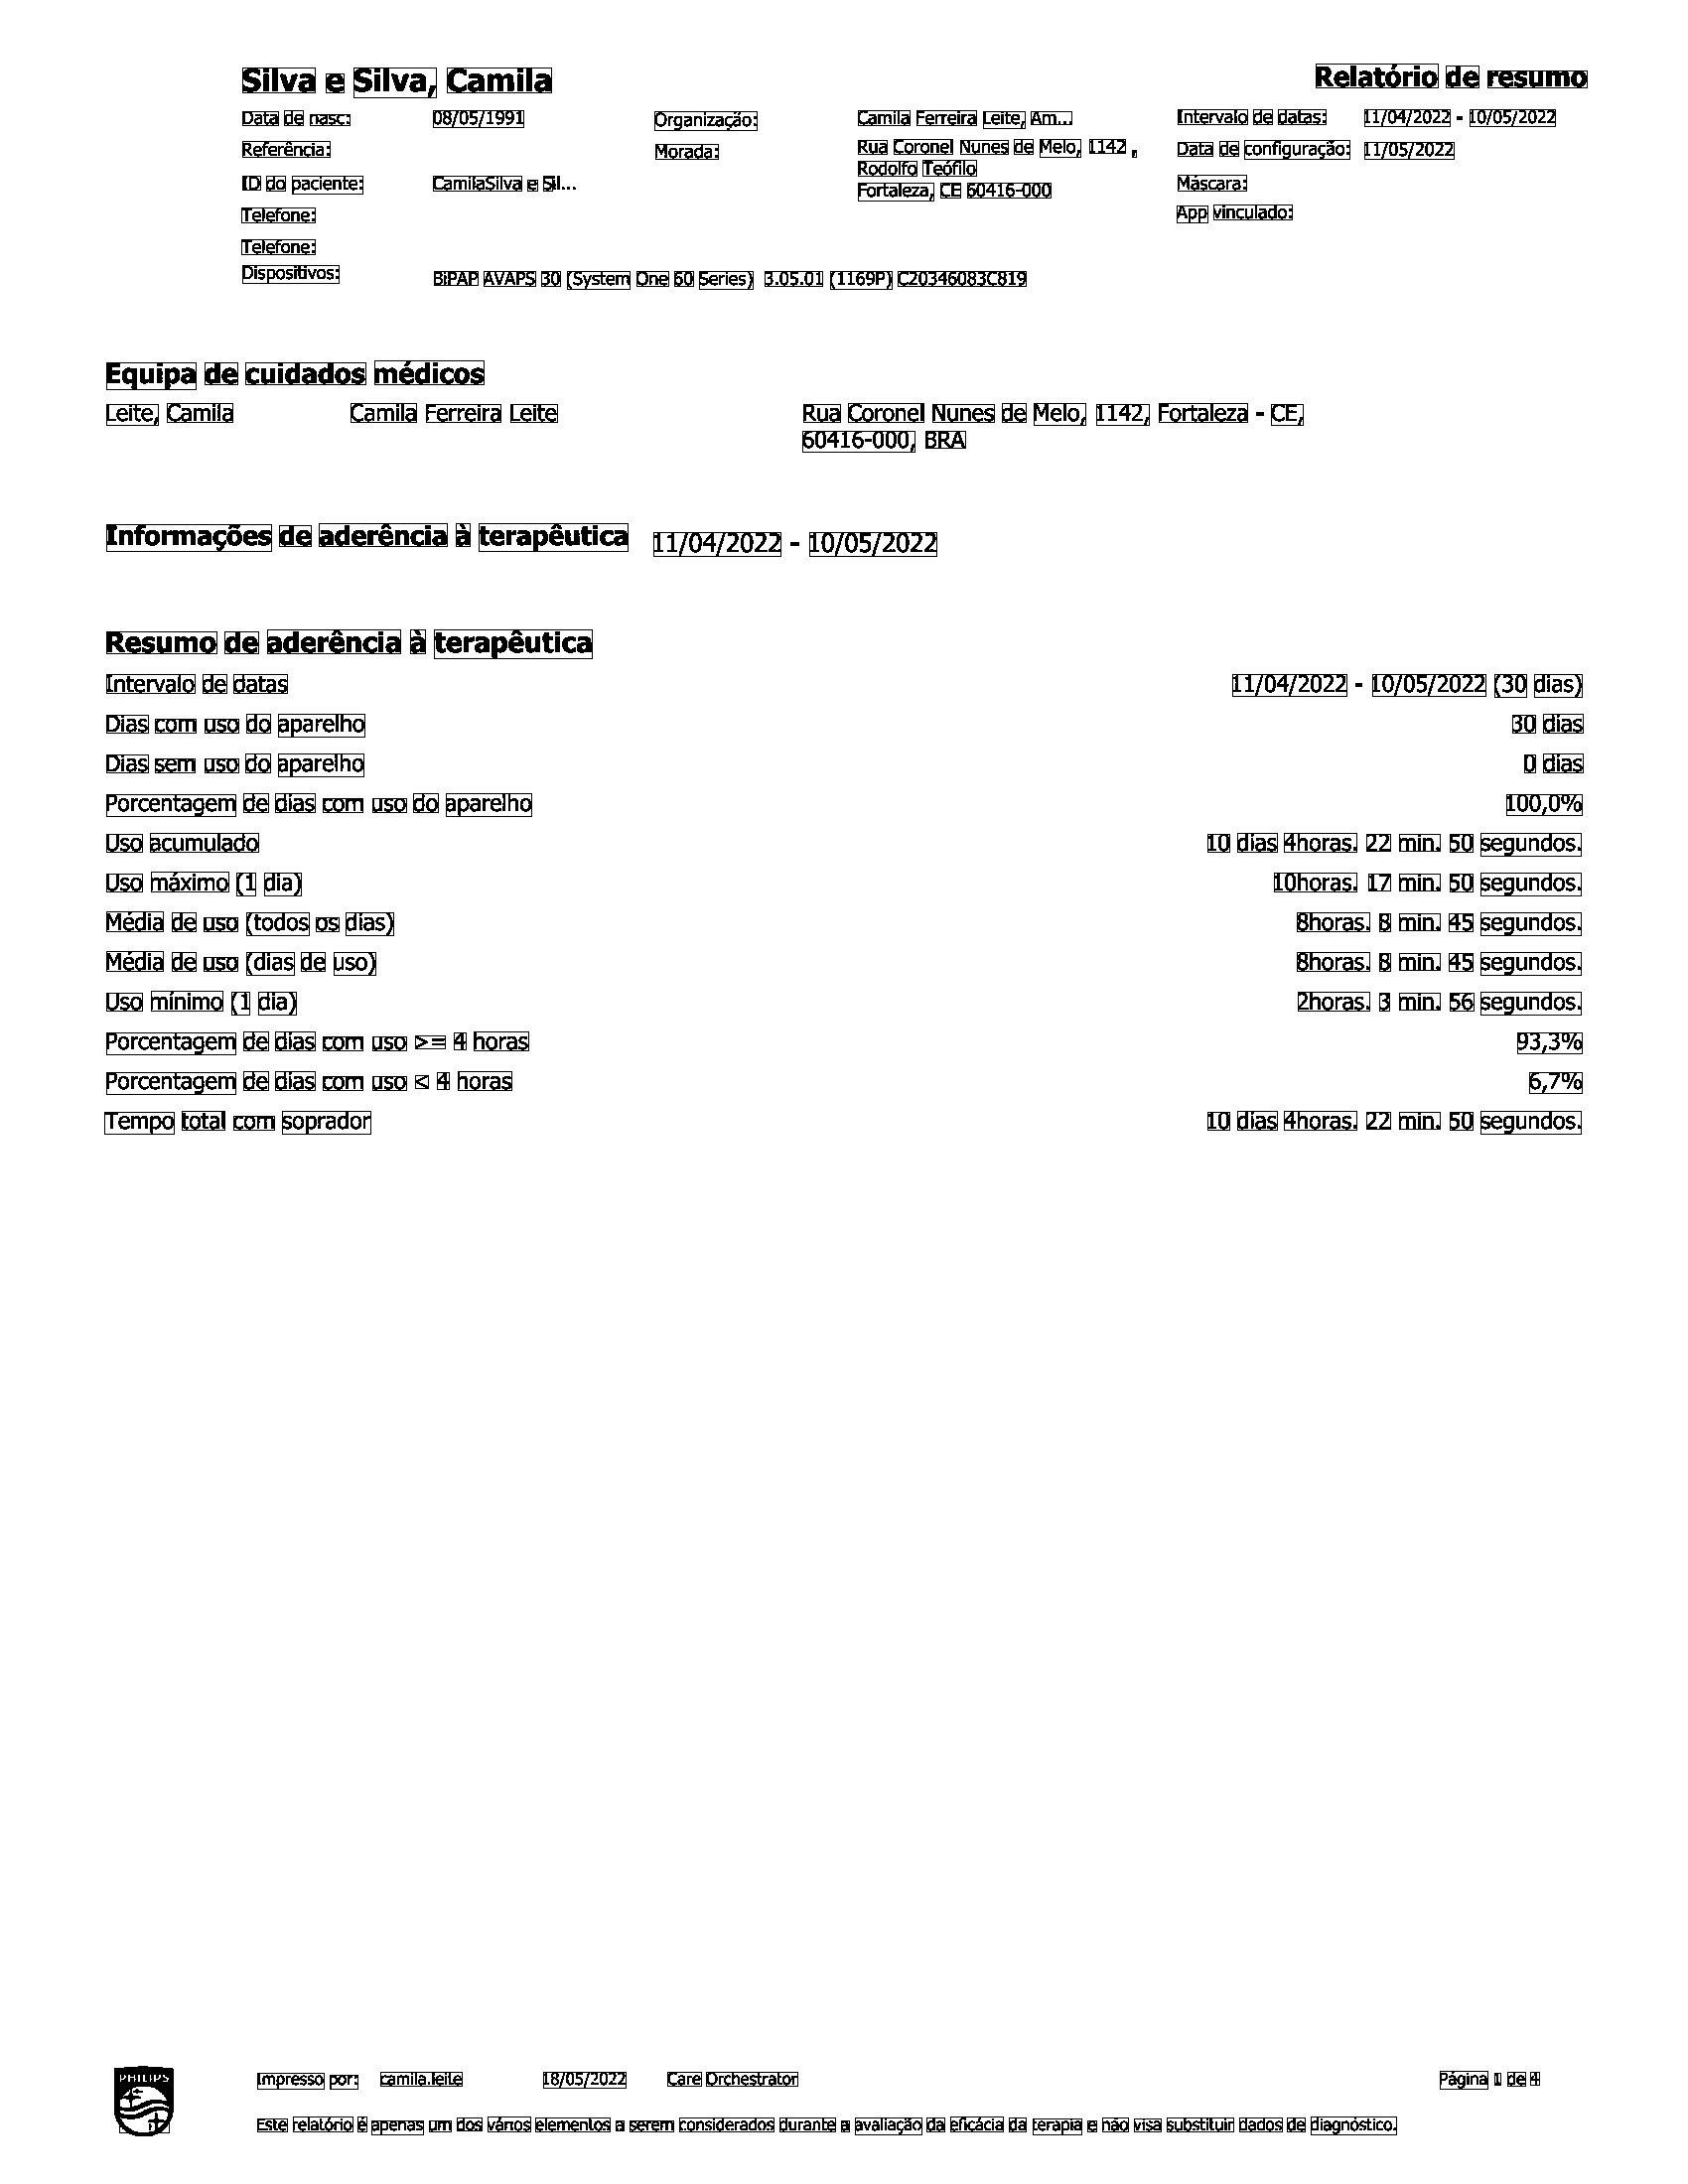 Silva e Silva, Camila
Relatório de resumo
Data de nasc: 08/05/1991
Referência:
ID do paciente: CamilaSilva e Sil...
Telefone:
Telefone:
Dispositivos: BiPAP AVAPS 30 (System One 60 Series) 3.05.01 (1169P) C20346083C819
Organização: Camila Ferreira Leite, Am...
Morada: Rua Coronel Nunes de Melo, 1142 ,
Rodolfo Teófilo
Fortaleza, CE 60416-000
Intervalo de datas: 11/04/2022 - 10/05/2022
Data de configuração: 11/05/2022
Máscara:
App vinculado:
Equipa de cuidados médicos
Leite, Camila Camila Ferreira Leite Rua Coronel Nunes de Melo, 1142, Fortaleza - CE,
60416-000, BRA
Informações de aderência à terapêutica 11/04/2022 - 10/05/2022
Resumo de aderência à terapêutica
Intervalo de datas 11/04/2022 - 10/05/2022 (30 dias)
Dias com uso do aparelho 30 dias
Dias sem uso do aparelho 0 dias
Porcentagem de dias com uso do aparelho 100,0%
Uso acumulado 10 dias 4horas. 22 min. 50 segundos.
Uso máximo (1 dia) 10horas. 17 min. 50 segundos.
Média de uso (todos os dias) 8horas. 8 min. 45 segundos.
Média de uso (dias de uso) 8horas. 8 min. 45 segundos.
Uso mínimo (1 dia) 2horas. 3 min. 56 segundos.
Porcentagem de dias com uso >= 4 horas 93,3%
Porcentagem de dias com uso < 4 horas 6,7%
Tempo total com soprador 10 dias 4horas. 22 min. 50 segundos.
PHILIPS
Impresso por: camila.leite 18/05/2022 Care Orchestrator Página 1 de 4
Este relatório é apenas um dos vários elementos a serem considerados durante a avaliação da eficácia da terapia e não visa substituir dados de diagnóstico.